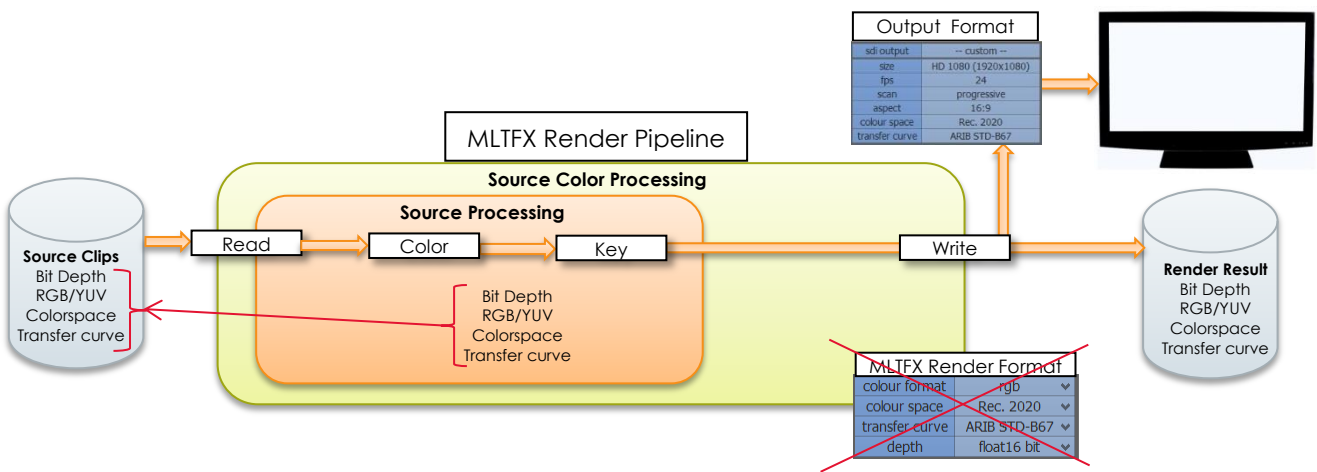 Output Format
sdi output -- custom --
size HD 1080 (1920x1080)
fps 24
scan progressive
aspect 16:9
colour space Rec. 2020
transfer curve ARIB STD-B67
MLTFX Render Pipeline
Source Color Processing
Source Processing
Read
Color
Key
Write
Source Clips
Bit Depth
RGB/YUV
Colorspace
Transfer curve
Bit Depth
RGB/YUV
Colorspace
Transfer curve
Render Result
Bit Depth
RGB/YUV
Colorspace
Transfer curve
MLTFX Render Format
colour format rgb
colour space Rec. 2020
transfer curve ARIB STD-B67
depth float16 bit